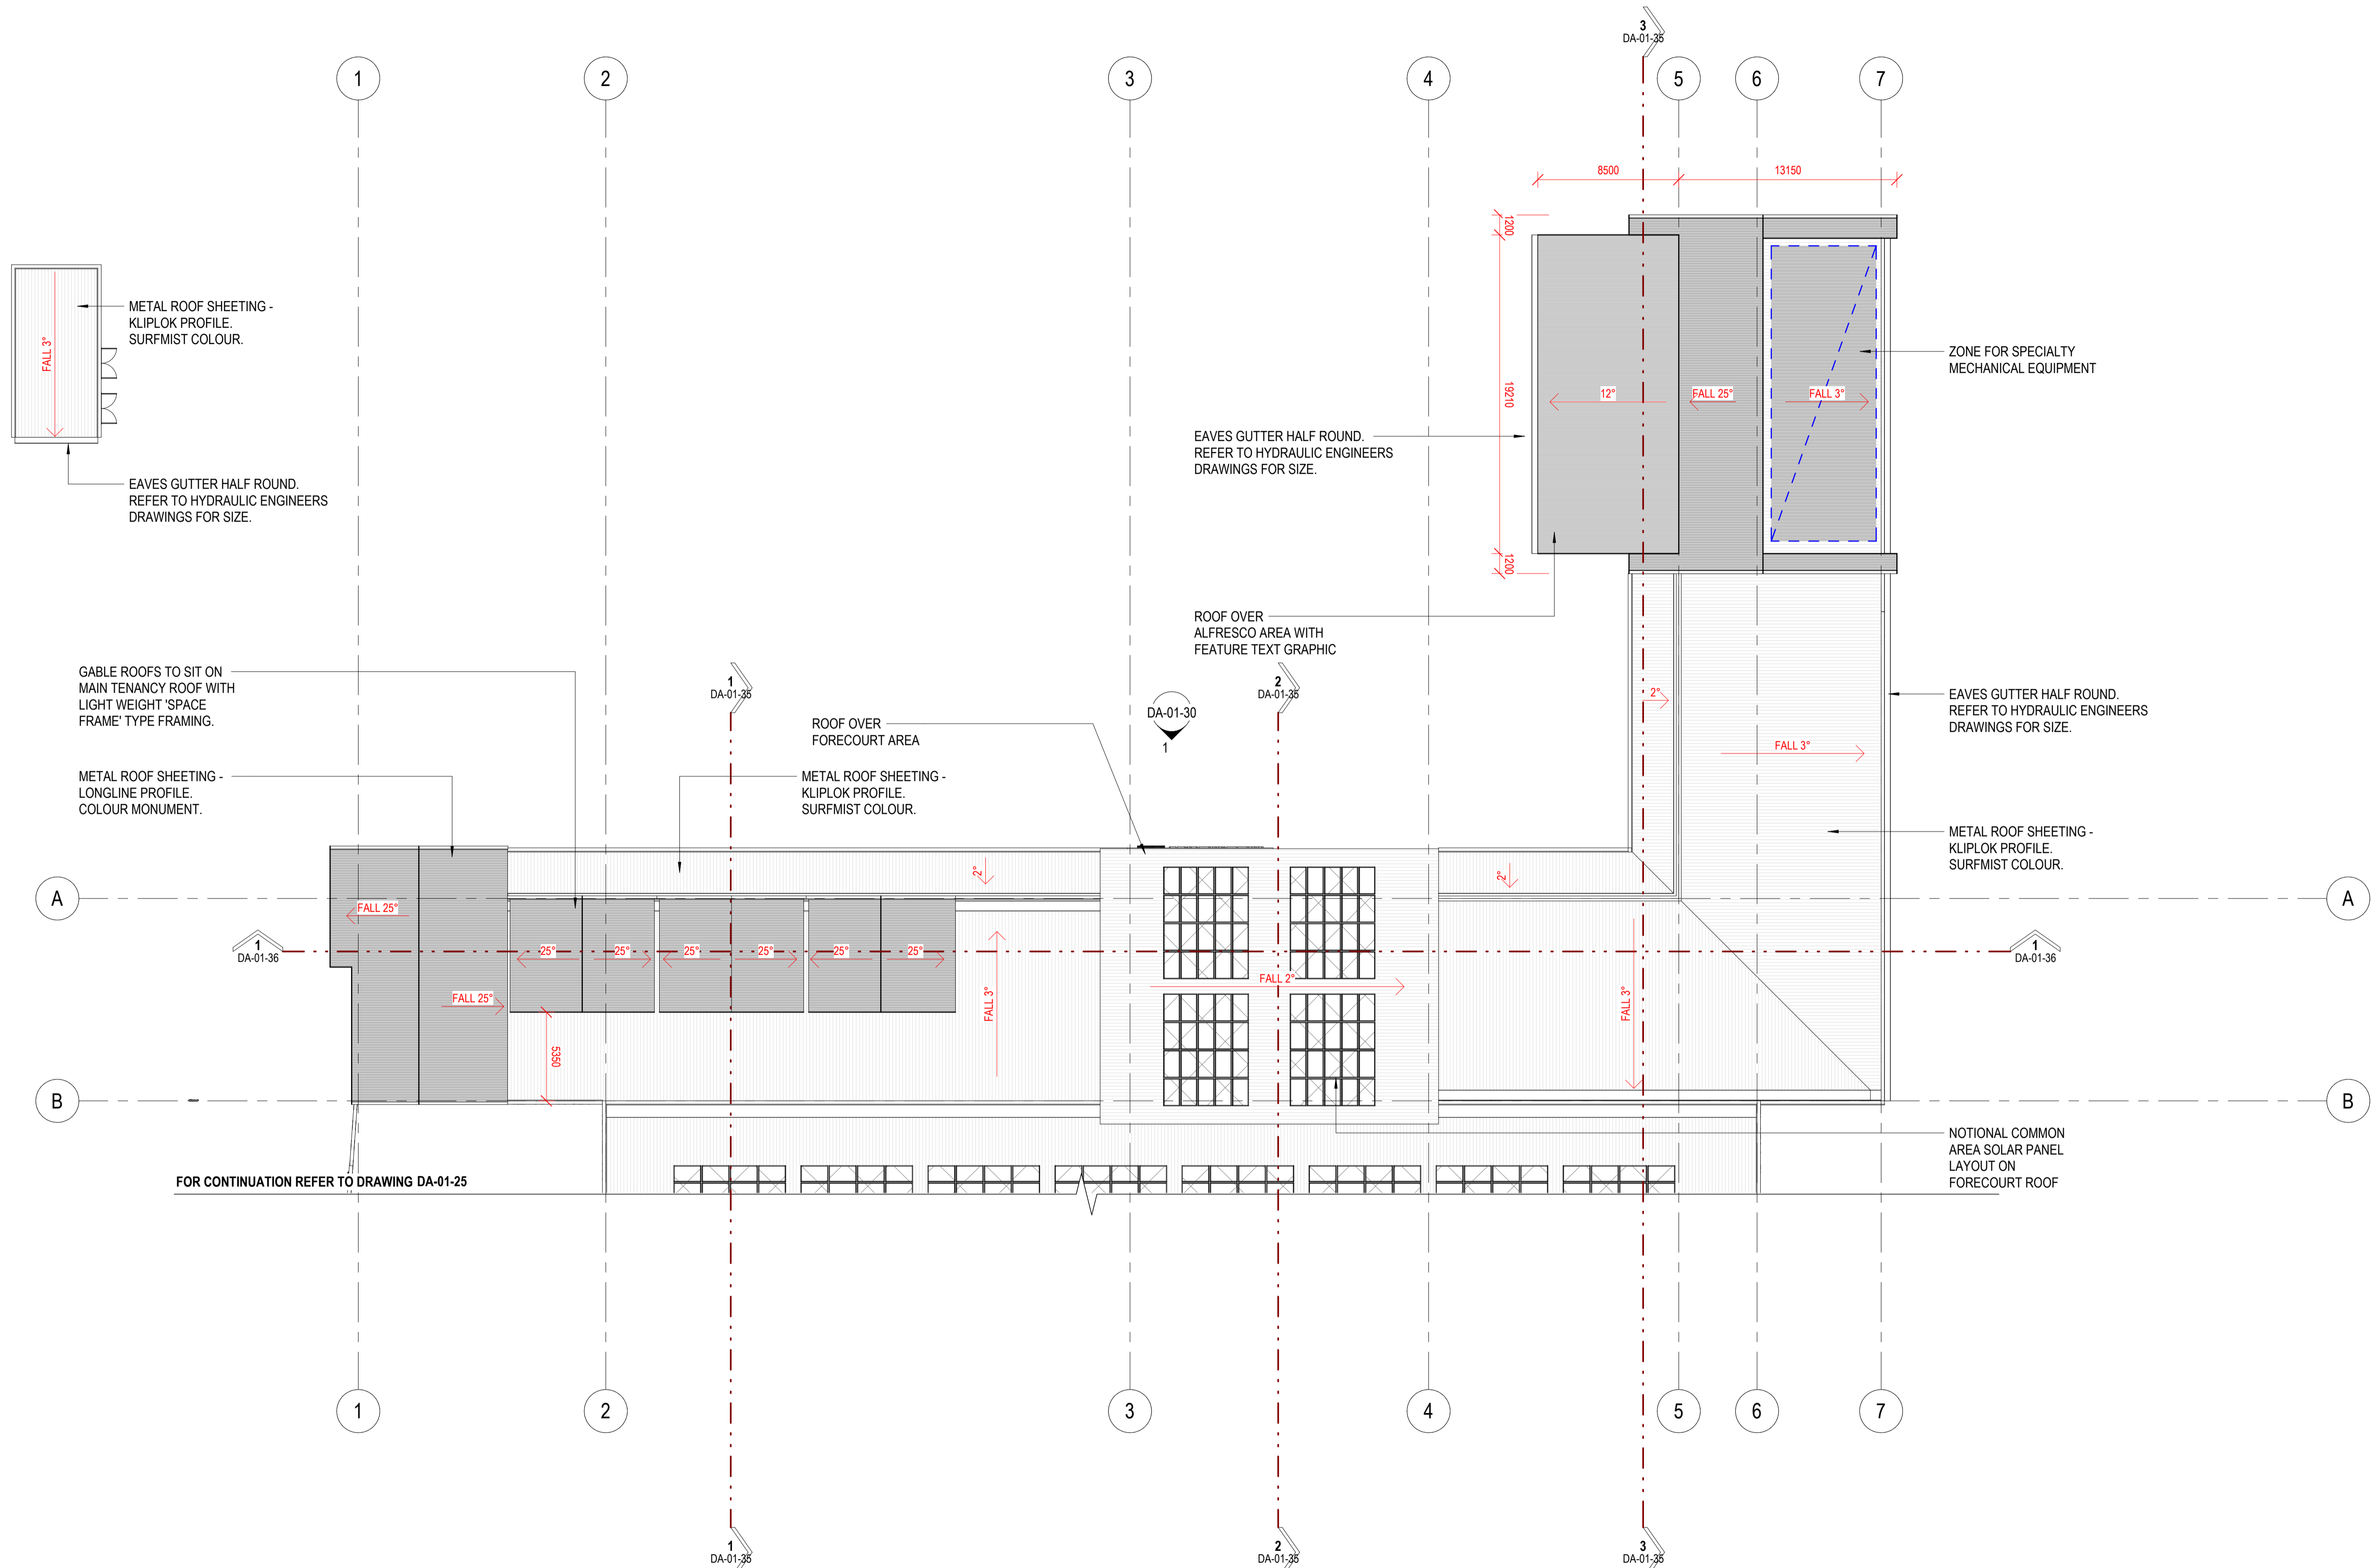 3
DA-01-35
1
2
3
4
5
6
7
8500
13150
1200
19210
1200
METAL ROOF SHEETING -
KLIPLOK PROFILE.
SURFMIST COLOUR.
FALL 3°
EAVES GUTTER HALF ROUND.
REFER TO HYDRAULIC ENGINEERS
DRAWINGS FOR SIZE.
ZONE FOR SPECIALTY
MECHANICAL EQUIPMENT
12°
FALL 25°
FALL 3°
EAVES GUTTER HALF ROUND.
REFER TO HYDRAULIC ENGINEERS
DRAWINGS FOR SIZE.
ROOF OVER
ALFRESCO AREA WITH
FEATURE TEXT GRAPHIC
GABLE ROOFS TO SIT ON
MAIN TENANCY ROOF WITH
LIGHT WEIGHT 'SPACE
FRAME' TYPE FRAMING.
1
DA-01-35
ROOF OVER
FORECOURT AREA
DA-01-30
1
2
DA-01-35
2°
EAVES GUTTER HALF ROUND.
REFER TO HYDRAULIC ENGINEERS
DRAWINGS FOR SIZE.
FALL 3°
METAL ROOF SHEETING -
LONGLINE PROFILE.
COLOUR MONUMENT.
METAL ROOF SHEETING -
KLIPLOK PROFILE.
SURFMIST COLOUR.
METAL ROOF SHEETING -
KLIPLOK PROFILE.
SURFMIST COLOUR.
2°
2°
A
A
FALL 25°
1
DA-01-36
25°
25°
25°
25°
25°
25°
1
DA-01-36
FALL 2°
FALL 25°
FALL 3°
FALL 3°
5350
B
B
NOTIONAL COMMON
AREA SOLAR PANEL
LAYOUT ON
FORECOURT ROOF
FOR CONTINUATION REFER TO DRAWING DA-01-25
1
2
3
4
5
6
7
1
DA-01-35
2
DA-01-35
3
DA-01-35